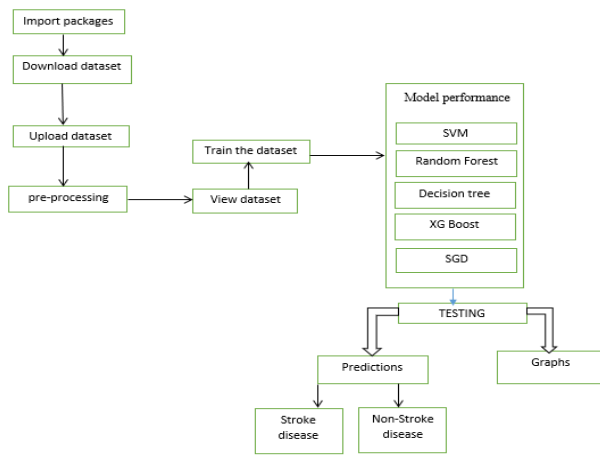 Import packages
Download dataset
Upload dataset
pre-processing
View dataset
Train the dataset
Model performance
SVM
Random Forest
Decision tree
XG Boost
SGD
TESTING
Predictions
Graphs
Stroke
disease
Non-Stroke
disease